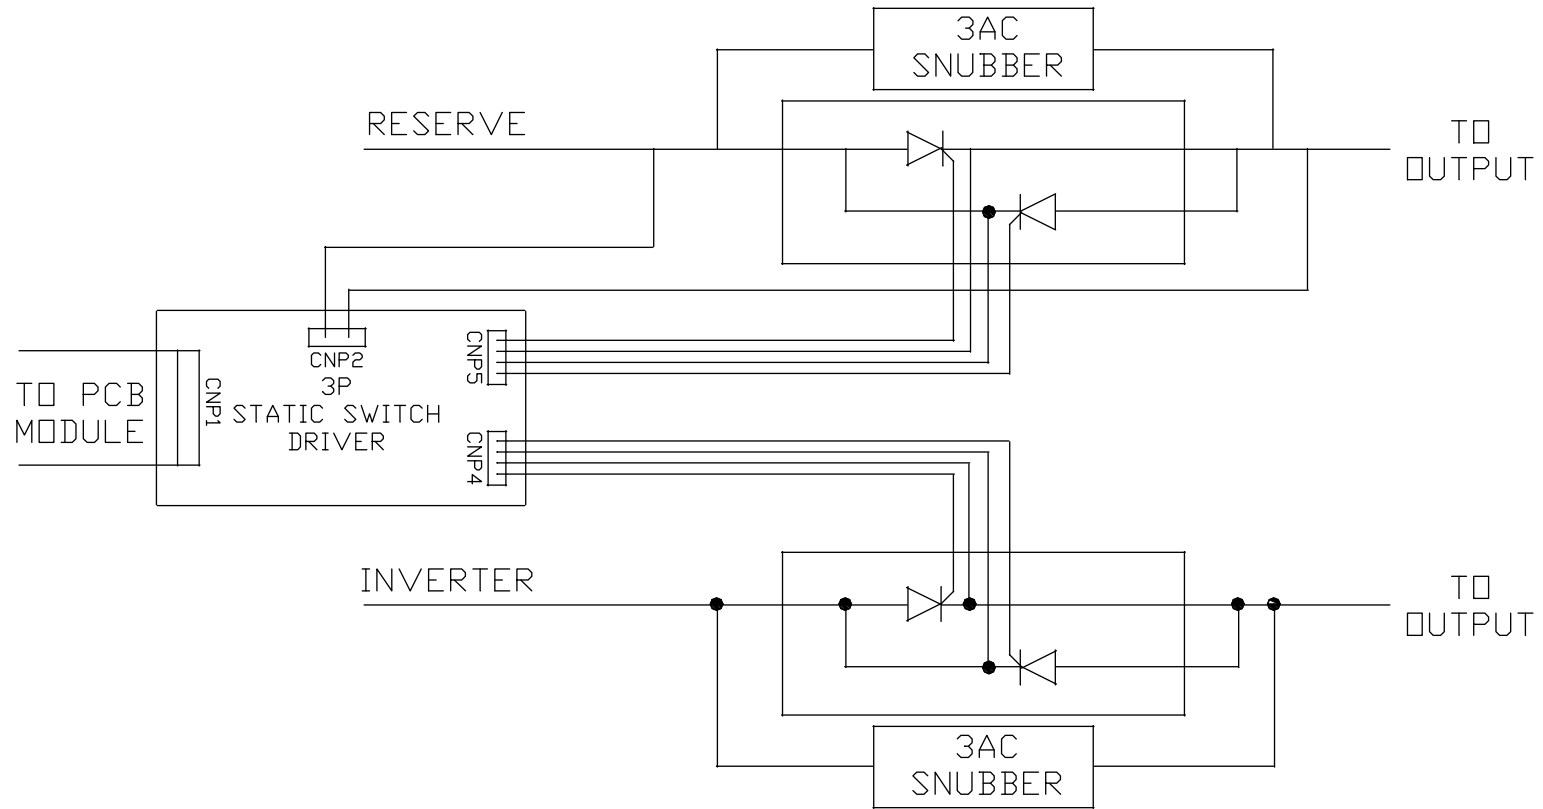 3AC
SNUBBER
RESERVE
TO
OUTPUT
CNP2
3P
STATIC SWITCH
DRIVER
CNP5
TO PCB
MODULE
CNP1
CNP4
INVERTER
TO
OUTPUT
3AC
SNUBBER